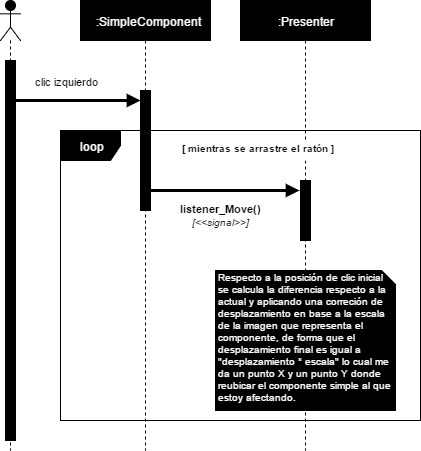 :SimpleComponent
:Presenter
clic izquierdo
loop
[ mientras se arrastre el ratón ]
listener_Move()
[<<signal>>]
Respecto a la posición de clic inicial
se calcula la diferencia respecto a la
actual y aplicando una correción de
desplazamiento en base a la escala
de la imagen que representa el
componente, de forma que el
desplazamiento final es igual a
"desplazamiento * escala" lo cual me
da un punto X y un punto Y donde
reubicar el componente simple al que
estoy afectando.